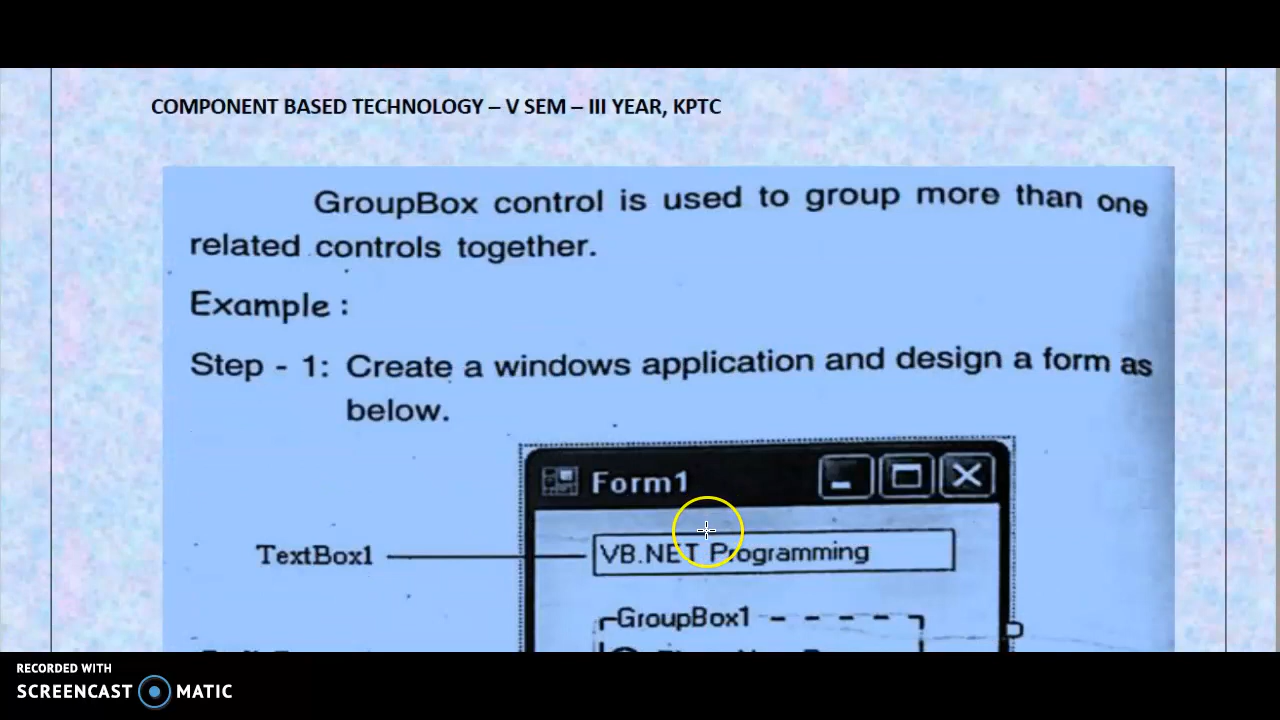 COMPONENT BASED TECHNOLOGY – V SEM – III YEAR, KPTC
GroupBox control is used to group more than one
related controls together.
Example :
Step - 1: Create a windows application and design a form as
below.
Form1
TextBox1
VB.NET Programming
GroupBox1
RECORDED WITH
SCREENCAST MATIC